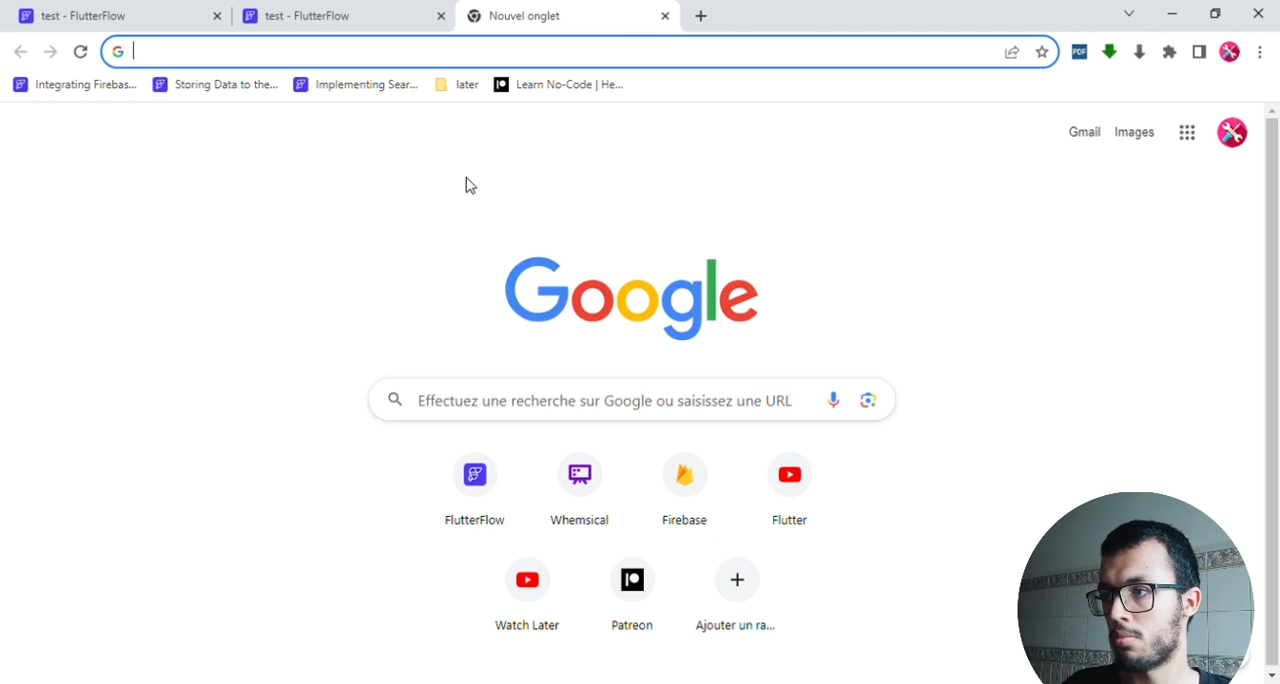 test - FlutterFlow
test - FlutterFlow
Nouvel onglet
PDF
Integrating Firebas...
Storing Data to the...
Implementing Sear...
later
Learn No-Code | He...
Gmail
Images
Google
Effectuez une recherche sur Google ou saisissez une URL
FlutterFlow
Whemsical
Firebase
Flutter
Watch Later
Patreon
Ajouter un ra...